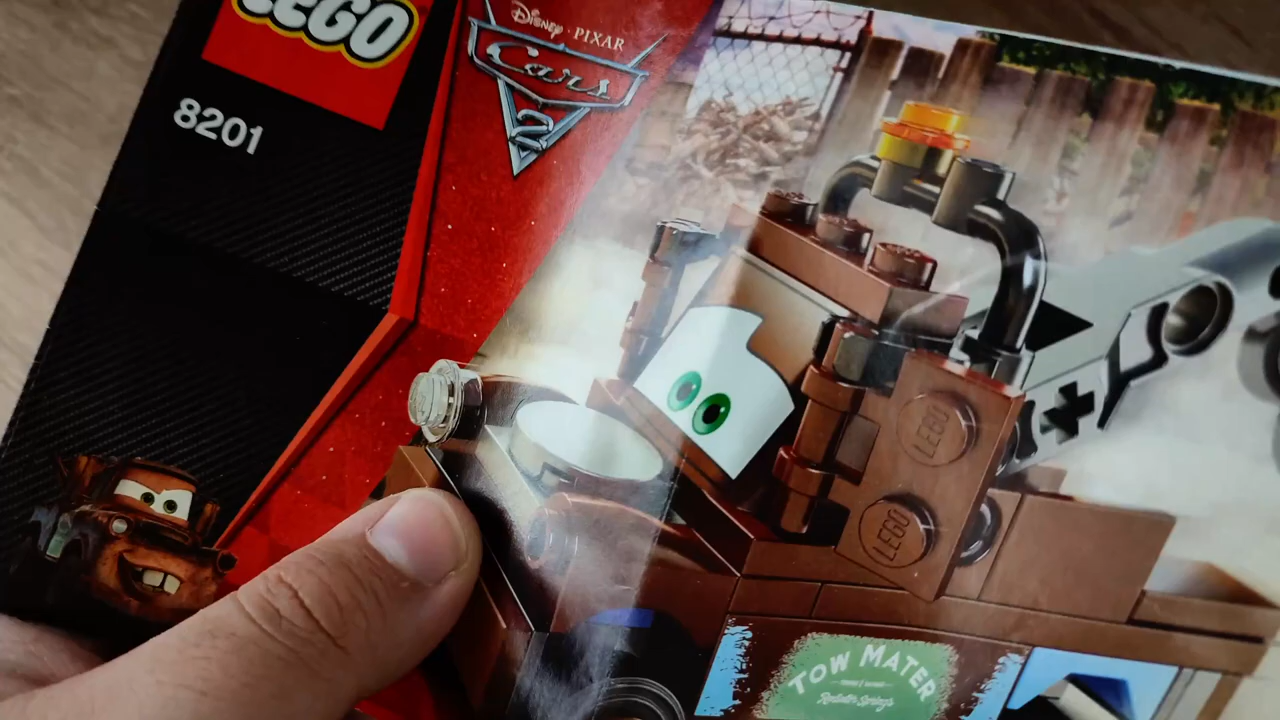 LEGO
8201
Disney · PIXAR
Cars
2
LEGO
LEGO
TOW MATER
Radiator Springs